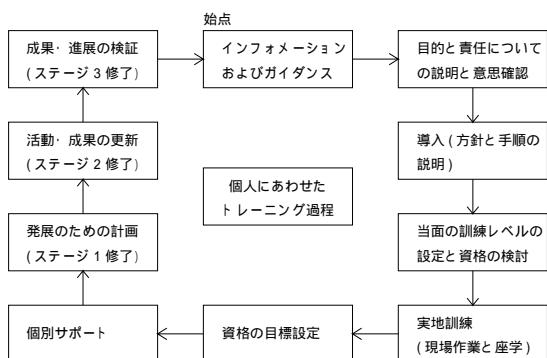 始点
成果・進展の検証
(ステージ3修了)
インフォメーション
およびガイダンス
目的と責任について
の説明と意思確認
活動・成果の更新
(ステージ2修了)
導入(方針と手順の
説明)
個人にあわせた
トレーニング過程
発展のための計画
(ステージ1修了)
当面の訓練レベルの
設定と資格の検討
個別サポート
資格の目標設定
実地訓練
(現場作業と座学)